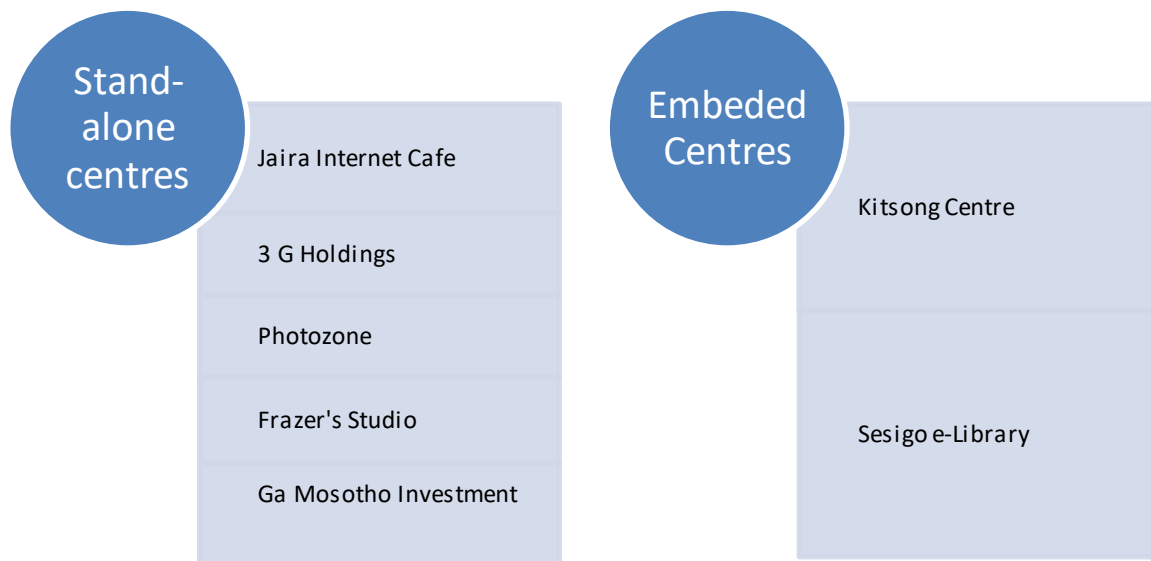 Stand-
alone
centres
Jaira Internet Cafe
3 G Holdings
Photozone
Frazer's Studio
Ga Mosotho Investment
Embeded
Centres
Kitsong Centre
Sesigo e-Library